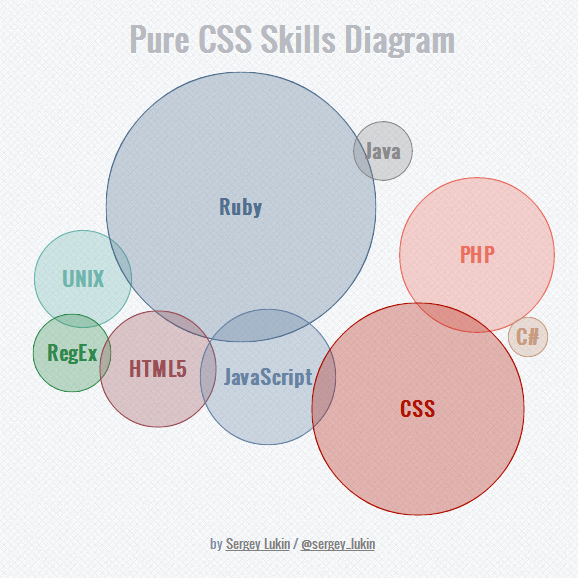 Pure CSS Skills Diagram
Java
Ruby
PHP
UNIX
C#
RegEx
HTML5
JavaScript
CSS
by Sergey Lukin / @sergey_lukin